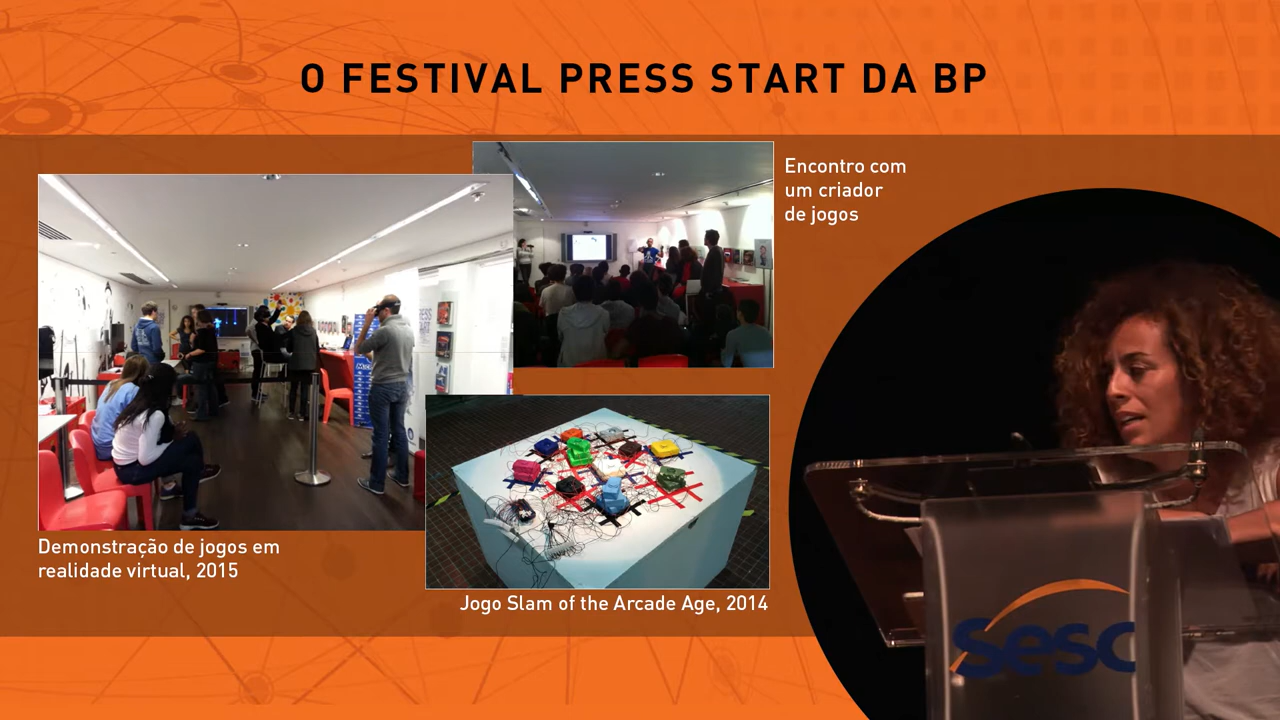 O FESTIVAL PRESS START DA BP
Encontro com
um criador
de jogos
Demonstração de jogos em
realidade virtual, 2015
Jogo Slam of the Arcade Age, 2014
sesc